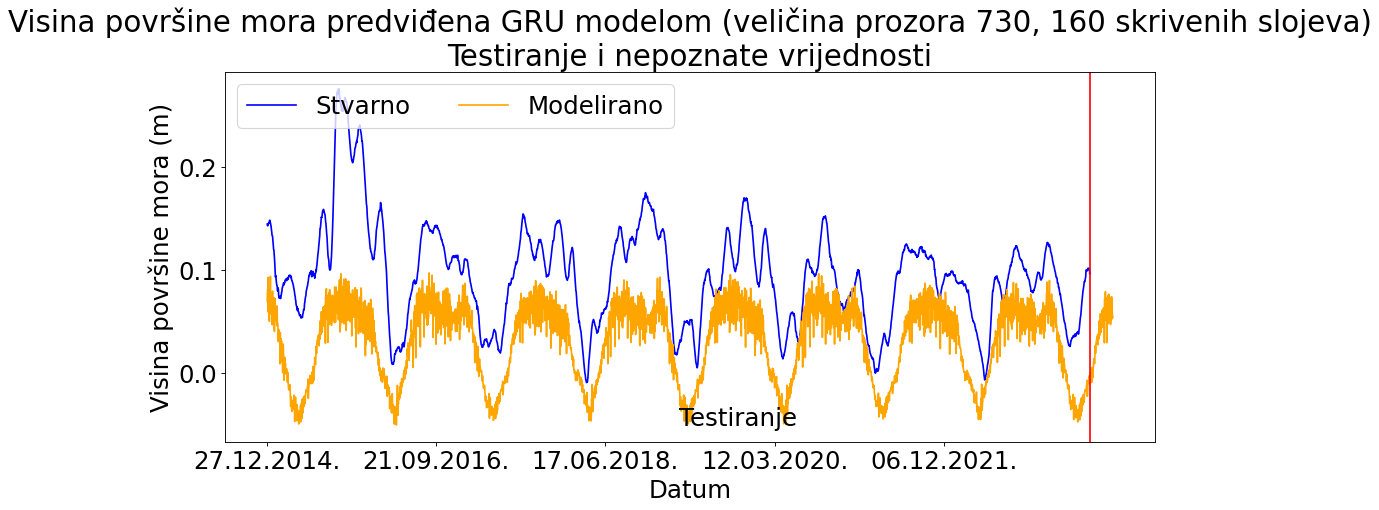 Visina površine mora predviđena GRU modelom (veličina prozora 730, 160 skrivenih slojeva)
Testiranje i nepoznate vrijednosti
Stvarno Modelirano
Visina površine mora (m)
0.2
0.1
0.0
Testiranje
27.12.2014. 21.09.2016. 17.06.2018. 12.03.2020. 06.12.2021.
Datum